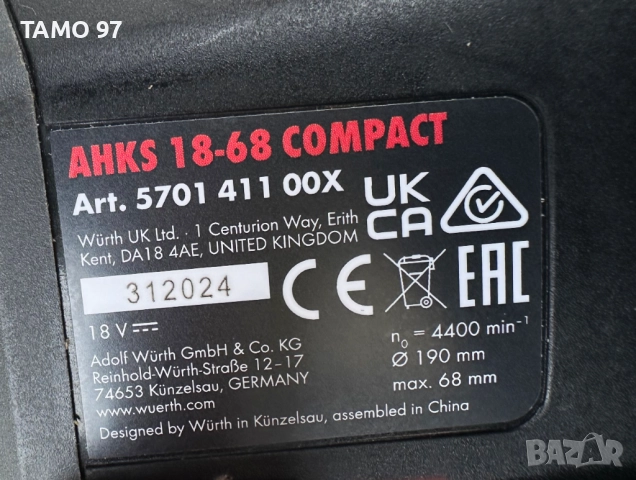 TAMO 97
AHKS 18-68 COMPACT
Art. 5701 411 00X
UK
CA
Würth UK Ltd. · 1 Centurion Way, Erith
Kent, DA18 4AE, UNITED KINGDOM
312024
CE
EAC
18 V
Adolf Würth GmbH & Co. KG
Reinhold-Würth-Straße 12–17
74653 Künzelsau, GERMANY
www.wuerth.com
n₀ = 4400 min⁻¹
Ø 190 mm
max. 68 mm
Designed by Würth in Künzelsau, assembled in China
BAZAR